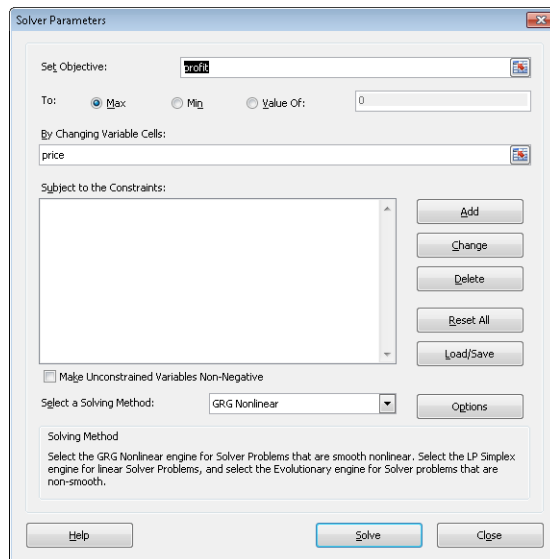 Solver Parameters
Set Objective: profit
To: Max Min Value Of: 0
By Changing Variable Cells:
price
Subject to the Constraints:
Add
Change
Delete
Reset All
Load/Save
Make Unconstrained Variables Non-Negative
Select a Solving Method: GRG Nonlinear Options
Solving Method
Select the GRG Nonlinear engine for Solver Problems that are smooth nonlinear. Select the LP Simplex
engine for linear Solver Problems, and select the Evolutionary engine for Solver problems that are
non-smooth.
Help Solve Close